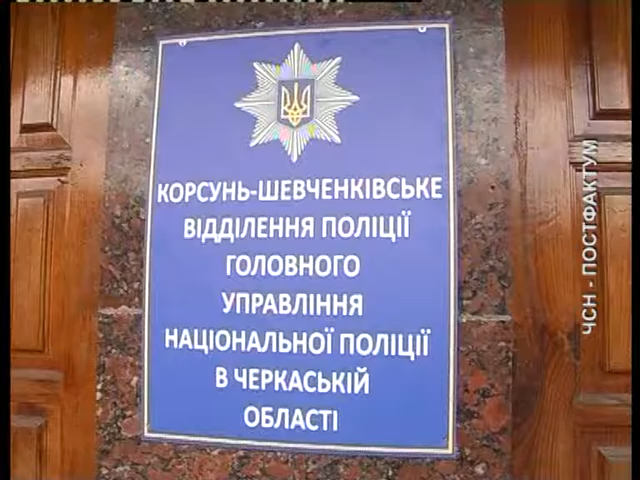 КОРСУНЬ-ШЕВЧЕНКІВСЬКЕ
ВІДДІЛЕННЯ ПОЛІЦІЇ
ГОЛОВНОГО
УПРАВЛІННЯ
НАЦІОНАЛЬНОЇ ПОЛІЦІЇ
В ЧЕРКАСЬКІЙ
ОБЛАСТІ
ЧСН - ПОСТФАКТУМ